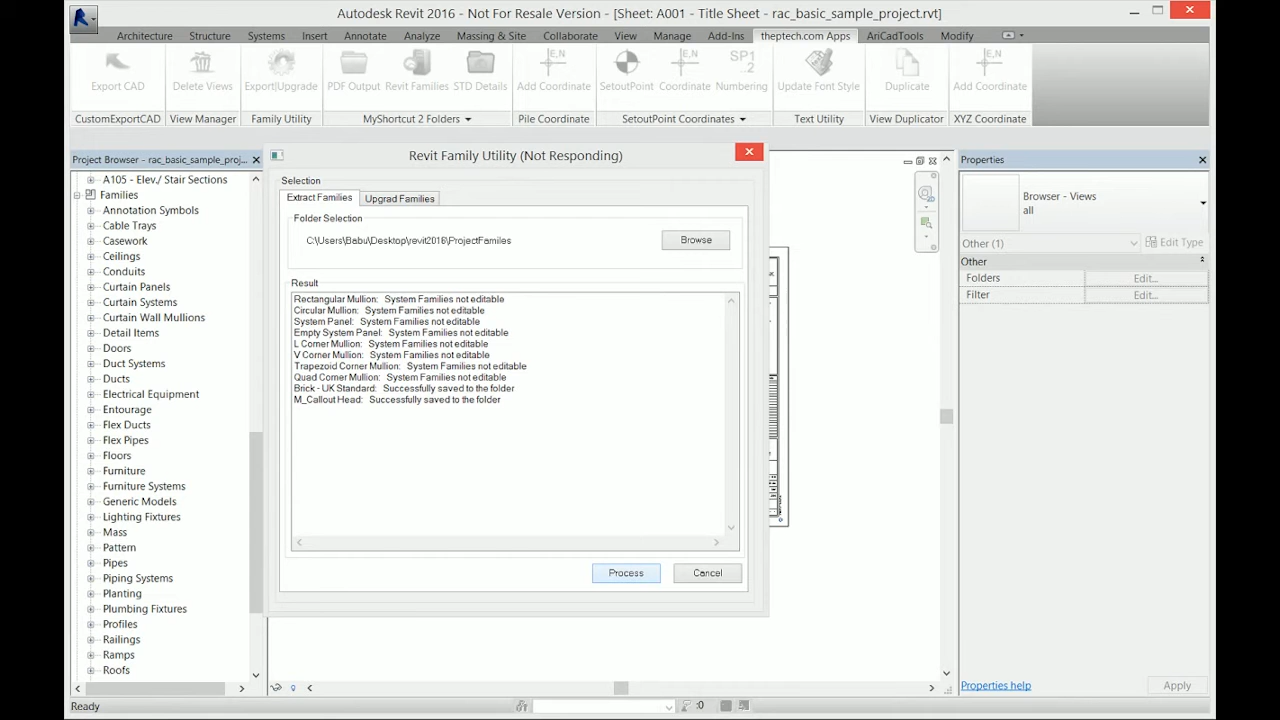 Autodesk Revit 2016 - Not For Resale Version - [Sheet: A001 - Title Sheet - rac_basic_sample_project.rvt]
Architecture Structure Systems Insert Annotate Analyze Massing & Site Collaborate View Manage Add-Ins theptech.com Apps AriCadTools Modify
E,N E,N SP1 E,N
Export CAD Delete Views Export|Upgrade PDF Output Revit Families STD Details Add Coordinate SetoutPoint Coordinate Numbering Update Font Style Duplicate Add Coordinate
CustomExportCAD View Manager Family Utility MyShortcut 2 Folders Pile Coordinate SetoutPoint Coordinates Text Utility View Duplicator XYZ Coordinate
Project Browser - rac_basic_sample_proj...
A105 - Elev./ Stair Sections
Families
Annotation Symbols
Cable Trays
Casework
Ceilings
Conduits
Curtain Panels
Curtain Systems
Curtain Wall Mullions
Detail Items
Doors
Duct Systems
Ducts
Electrical Equipment
Entourage
Flex Ducts
Flex Pipes
Floors
Furniture
Furniture Systems
Generic Models
Lighting Fixtures
Mass
Pattern
Pipes
Piping Systems
Planting
Plumbing Fixtures
Profiles
Railings
Ramps
Roofs
Revit Family Utility (Not Responding)
Selection
Extract Families Upgrad Families
Folder Selection
C:\Users\Babu\Desktop\revit2016\ProjectFamiles Browse
Result
Rectangular Mullion: System Families not editable
Circular Mullion: System Families not editable
System Panel: System Families not editable
Empty System Panel: System Families not editable
L Corner Mullion: System Families not editable
V Corner Mullion: System Families not editable
Trapezoid Corner Mullion: System Families not editable
Quad Corner Mullion: System Families not editable
Brick - UK Standard: Successfully saved to the folder
M_Callout Head: Successfully saved to the folder
Process Cancel
Properties
Browser - Views
all
Other (1) Edit Type
Other
Folders Edit...
Filter Edit...
Properties help Apply
Ready :0